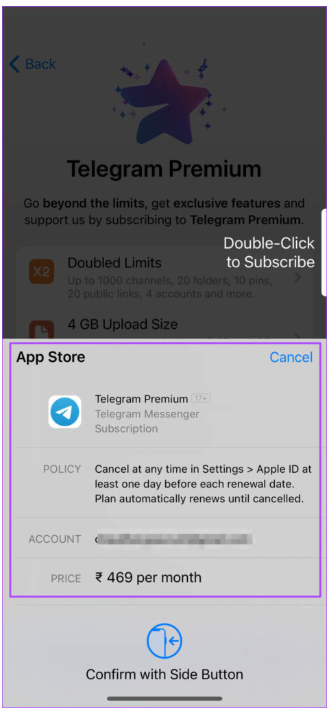 Back
Telegram Premium
Go beyond the limits, get exclusive features and
support us by subscribing to Telegram Premium.
Double-Click
to Subscribe
X2
Doubled Limits
Up to 1000 channels, 20 folders, 10 pins,
20 public links, 4 accounts and more.
4 GB Upload Size
App Store
Cancel
Telegram Premium 17+
Telegram Messenger
Subscription
POLICY
Cancel at any time in Settings > Apple ID at
least one day before each renewal date.
Plan automatically renews until cancelled.
ACCOUNT
PRICE
₹ 469 per month
Confirm with Side Button